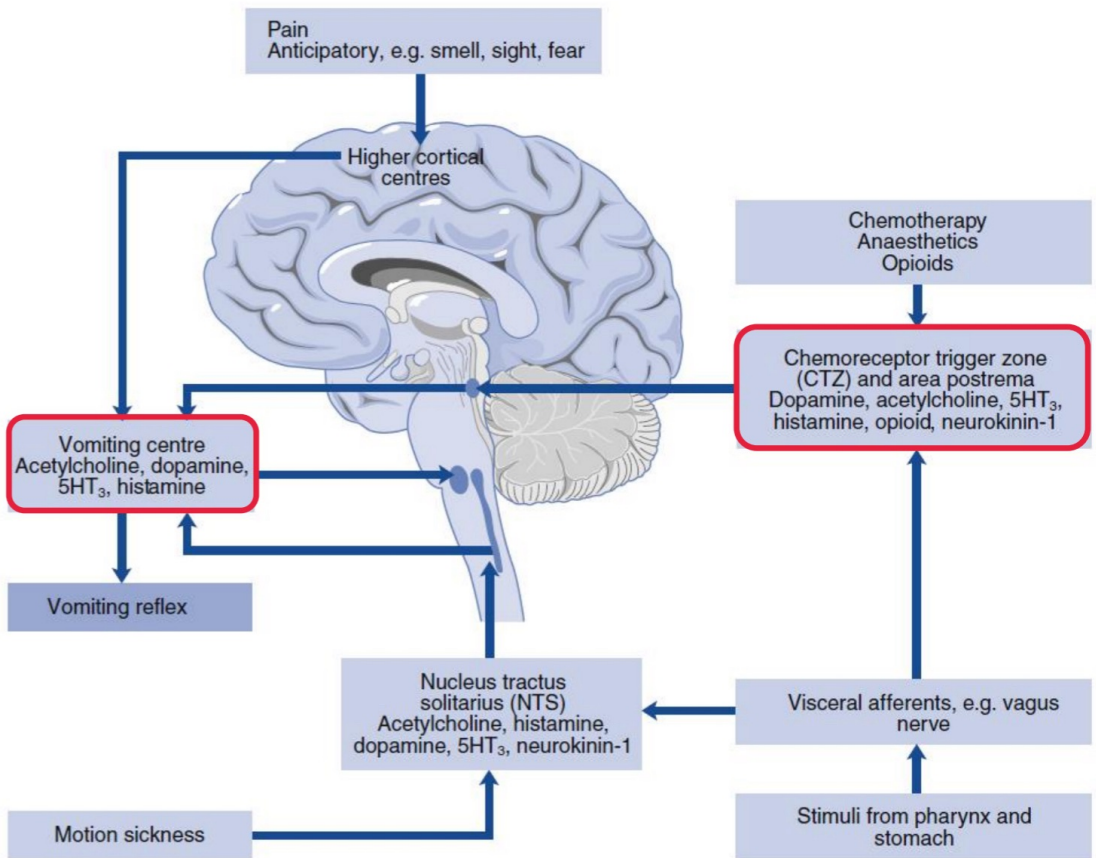 Pain
Anticipatory, e.g. smell, sight, fear
Higher cortical
centres
Chemotherapy
Anaesthetics
Opioids
Chemoreceptor trigger zone
(CTZ) and area postrema
Dopamine, acetylcholine, 5HT₃,
histamine, opioid, neurokinin-1
Vomiting centre
Acetylcholine, dopamine,
5HT₃, histamine
Vomiting reflex
Nucleus tractus
solitarius (NTS)
Acetylcholine, histamine,
dopamine, 5HT₃, neurokinin-1
Visceral afferents, e.g. vagus
nerve
Motion sickness
Stimuli from pharynx and
stomach